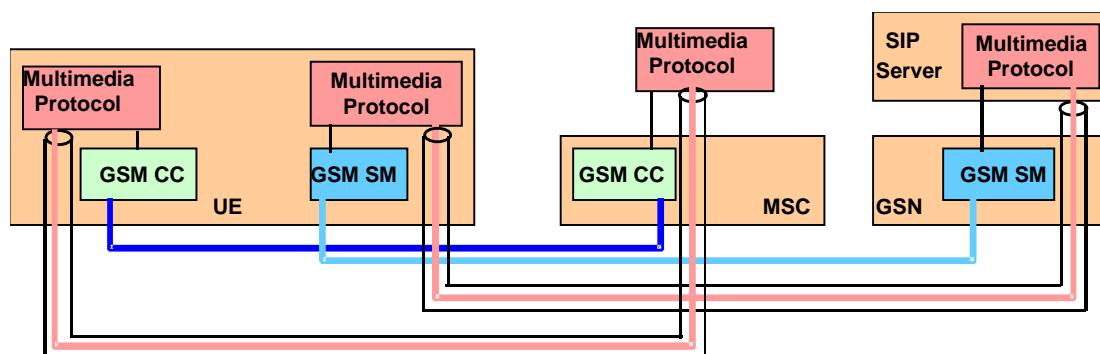 Multimedia
Protocol
Multimedia
Protocol
GSM CC
GSM SM
UE
Multimedia
Protocol
GSM CC
MSC
SIP
Server
Multimedia
Protocol
GSM SM
GSN